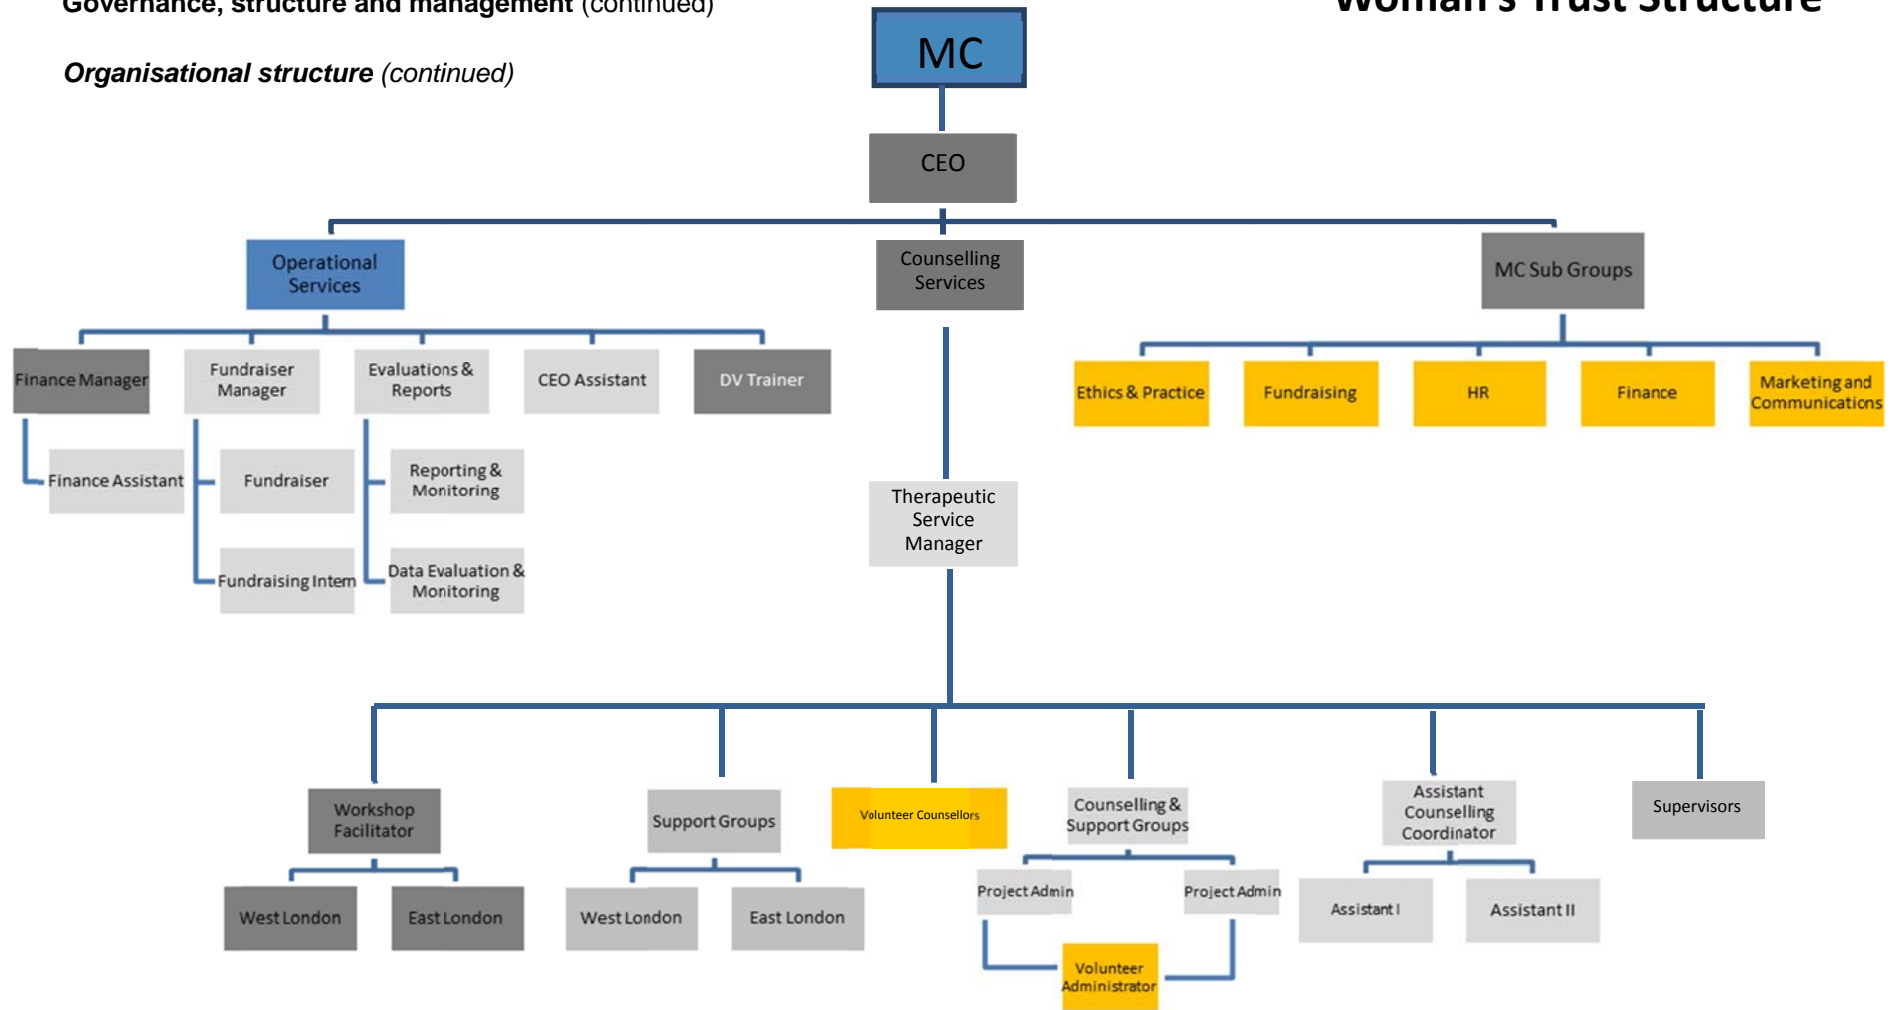 Governance, structure and management (continued)
Woman's Trust Structure
Organisational structure (continued)
MC
CEO
Operational
Services
Counselling
Services
MC Sub Groups
Finance Manager
Fundraiser
Manager
Evaluations &
Reports
CEO Assistant
DV Trainer
Ethics & Practice
Fundraising
HR
Finance
Marketing and
Communications
Finance Assistant
Fundraiser
Reporting &
Monitoring
Therapeutic
Service
Manager
Fundraising Intern
Data Evaluation &
Monitoring
Workshop
Facilitator
Support Groups
Volunteer Counsellors
Counselling &
Support Groups
Assistant
Counselling
Coordinator
Supervisors
West London
East London
West London
East London
Project Admin
Project Admin
Assistant I
Assistant II
Volunteer
Administrator